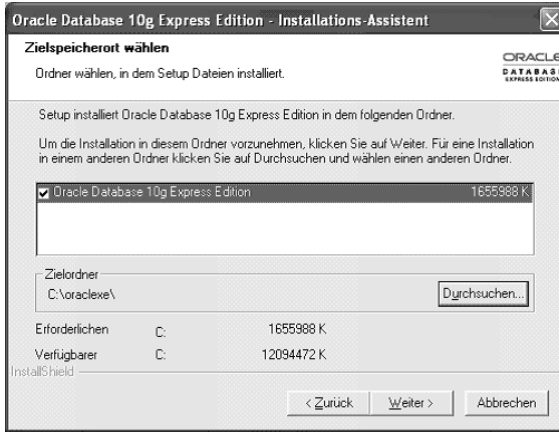 Oracle Database 10g Express Edition - Installations-Assistent
Zielspeicherort wählen
Ordner wählen, in dem Setup Dateien installiert.
ORACLE
DATABASE
EXPRESS EDITION
Setup installiert Oracle Database 10g Express Edition in dem folgenden Ordner.
Um die Installation in diesem Ordner vorzunehmen, klicken Sie auf Weiter. Für eine Installation
in einem anderen Ordner klicken Sie auf Durchsuchen und wählen einen anderen Ordner.
Oracle Database 10g Express Edition 1655988 K
Zielordner
C:\oraclexe\
Durchsuchen...
Erforderlichen C: 1655988 K
Verfügbarer C: 12094472 K
InstallShield
< Zurück Weiter > Abbrechen